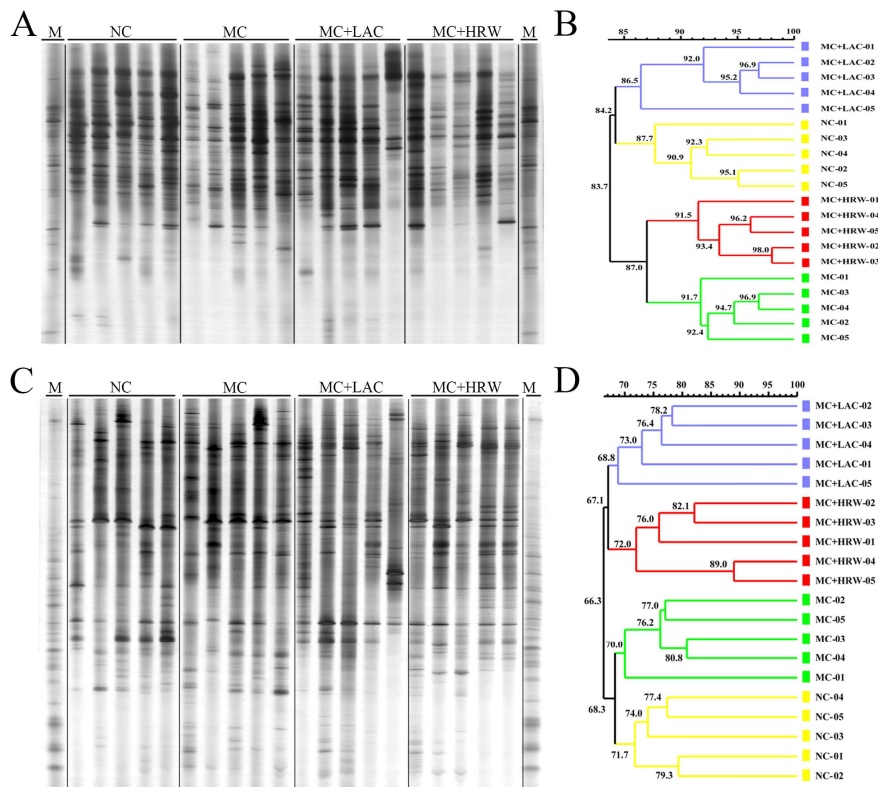 A
M NC MC MC+LAC MC+HRW M
B
85 90 95 100
MC+LAC-01
92.0
MC+LAC-02
96.9
86.5
MC+LAC-03
95.2
MC+LAC-04
MC+LAC-05
84.2
NC-01
87.7
92.3
NC-03
NC-04
90.9
NC-02
95.1
83.7
NC-05
MC+HRW-01
91.5
96.2
MC+HRW-04
MC+HRW-05
93.4
98.0
MC+HRW-02
MC+HRW-03
87.0
MC-01
91.7
96.9
MC-03
94.7
MC-04
MC-02
92.4
MC-05
C
M NC MC MC+LAC MC+HRW M
D
70 75 80 85 90 95 100
MC+LAC-02
78.2
76.4
MC+LAC-03
73.0
MC+LAC-04
68.8
MC+LAC-01
MC+LAC-05
67.1
MC+HRW-02
82.1
76.0
MC+HRW-03
72.0
MC+HRW-01
89.0
MC+HRW-04
MC+HRW-05
66.3
MC-02
77.0
76.2
MC-05
70.0
MC-03
80.8
MC-04
MC-01
68.3
NC-04
77.4
74.0
NC-05
NC-03
71.7
NC-01
79.3
NC-02